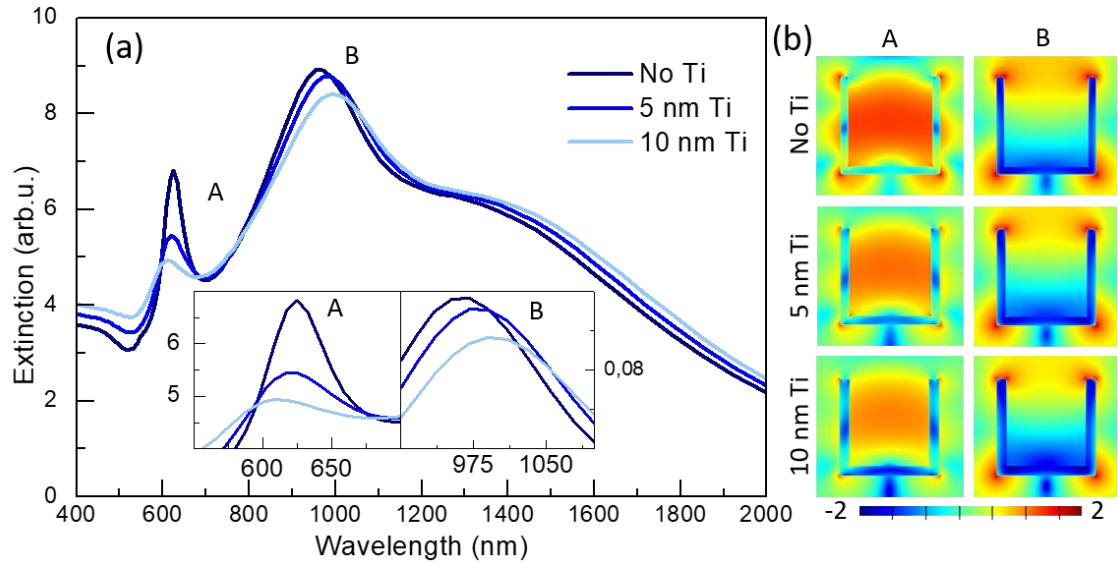 (a)
A
B
No Ti
5 nm Ti
10 nm Ti
Extinction (arb.u.)
10
8
6
4
2
0
400
600
800
1000
1200
1400
1600
1800
2000
Wavelength (nm)
A
6
5
600
650
B
0,08
975
1050
(b)
A
B
No Ti
5 nm Ti
10 nm Ti
-2
2